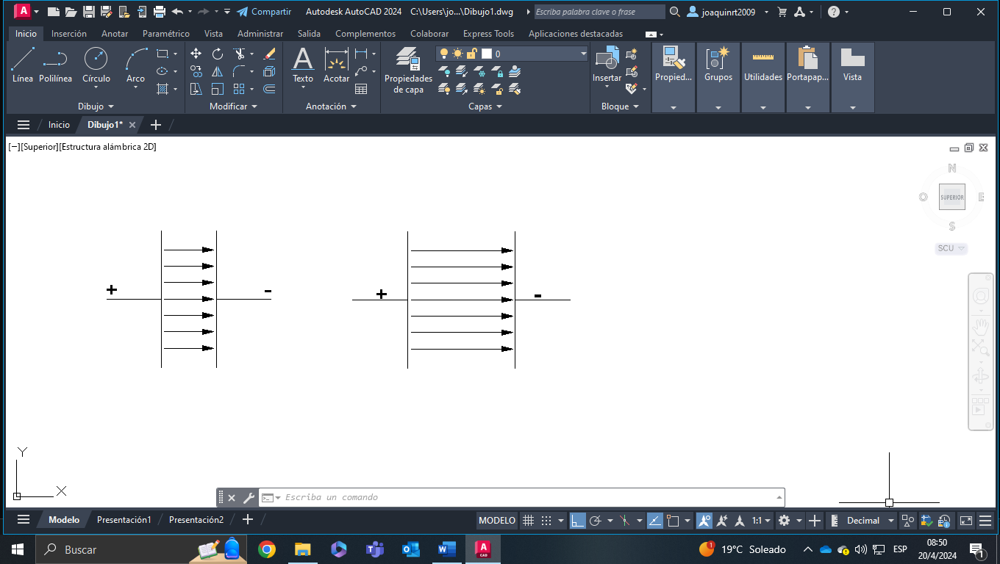 A Compartir Autodesk AutoCAD 2024 C:\Users\jo...\Dibujo1.dwg Escriba palabra clave o frase joaquinrt2009 ?
Inicio Inserción Anotar Paramétrico Vista Administrar Salida Complementos Colaborar Express Tools Aplicaciones destacadas
0
Línea Polilínea Círculo Arco Texto Acotar Propiedades de capa Insertar Propied... Grupos Utilidades Portapap... Vista
Dibujo Modificar Anotación Capas Bloque
Inicio Dibujo1* +
[−][Superior][Estructura alámbrica 2D]
N
O SUPERIOR E
S
SCU
+ - + -
Y
X
Escriba un comando
Modelo Presentación1 Presentación2 + MODELO 1:1 Decimal
Buscar A CAD 19°C Soleado ESP 08:50
20/4/2024 1